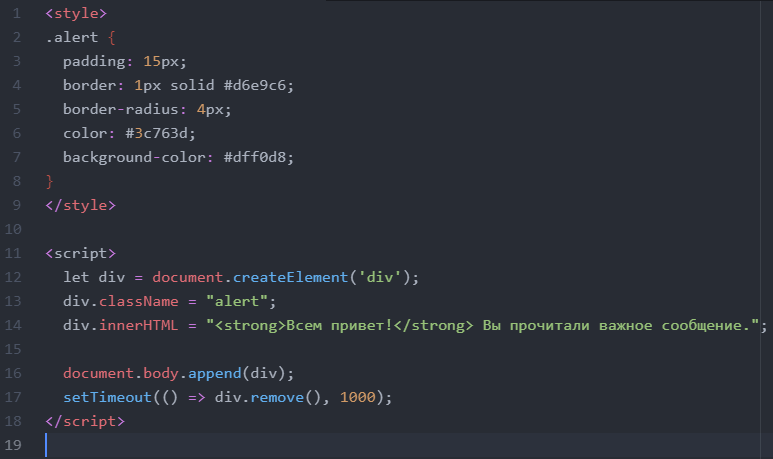 1 <style>
2 .alert {
3   padding: 15px;
4   border: 1px solid #d6e9c6;
5   border-radius: 4px;
6   color: #3c763d;
7   background-color: #dff0d8;
8 }
9 </style>
10
11 <script>
12   let div = document.createElement('div');
13   div.className = "alert";
14   div.innerHTML = "<strong>Всем привет!</strong> Вы прочитали важное сообщение.";
15
16   document.body.append(div);
17   setTimeout(() => div.remove(), 1000);
18 </script>
19